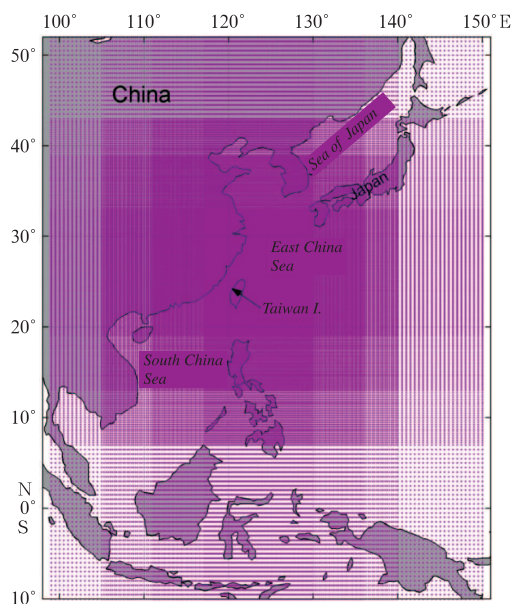 100° 110° 120° 130° 140° 150°E
50°
China
40°
Sea of Japan
Japan
30°
East China
Sea
Taiwan I.
20°
South China
Sea
10°
N
0°
S
10°